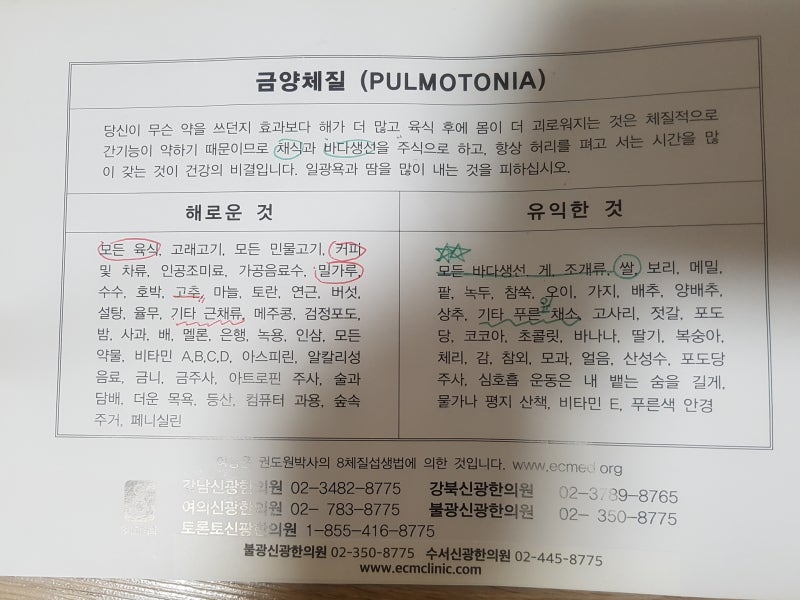 금양체질 (PULMOTONIA)
당신이 무슨 약을 쓰던지 효과보다 해가 더 많고 육식 후에 몸이 더 괴로워지는 것은 체질적으로
간기능이 약하기 때문이므로 채식과 바다생선을 주식으로 하고, 항상 허리를 펴고 서는 시간을 많
이 갖는 것이 건강의 비결입니다. 일광욕과 땀을 많이 내는 것을 피하십시오.
해로운 것
모든 육식, 고래고기, 모든 민물고기, 커피
및 차류, 인공조미료, 가공음료수, 밀가루,
수수, 호박, 고추, 마늘, 토란, 연근, 버섯,
설탕, 율무, 기타 근채류, 메주콩, 검정포도,
밤, 사과, 배, 멜론, 은행, 녹용, 인삼, 모든
약물, 비타민 A,B,C,D, 아스피린, 알칼리성
음료, 금니, 금주사, 아트로핀 주사, 술과
담배, 더운 목욕, 등산, 컴퓨터 과용, 숲속
주거, 페니실린
유익한 것
모든 바다생선, 게, 조개류, 쌀, 보리, 메밀,
팥, 녹두, 참쑥, 오이, 가지, 배추, 양배추,
상추, 기타 푸른 잎 채소, 고사리, 젓갈, 포도
당, 코코아, 초콜릿, 바나나, 딸기, 복숭아,
체리, 감, 참외, 모과, 얼음, 산성수, 포도당
주사, 심호흡 운동은 내 뱉는 숨을 길게,
물가나 평지 산책, 비타민 E, 푸른색 안경
권도원박사의 8체질섭생법에 의한 것입니다. www.ecmed.org
강남신광한의원 02-3482-8775 강북신광한의원 02-3789-8765
여의신광한의원 02- 783-8775 불광신광한의원 02- 350-8775
토론토신광한의원 1-855-416-8775
불광신광한의원 02-350-8775 수서신광한의원 02-445-8775
www.ecmclinic.com